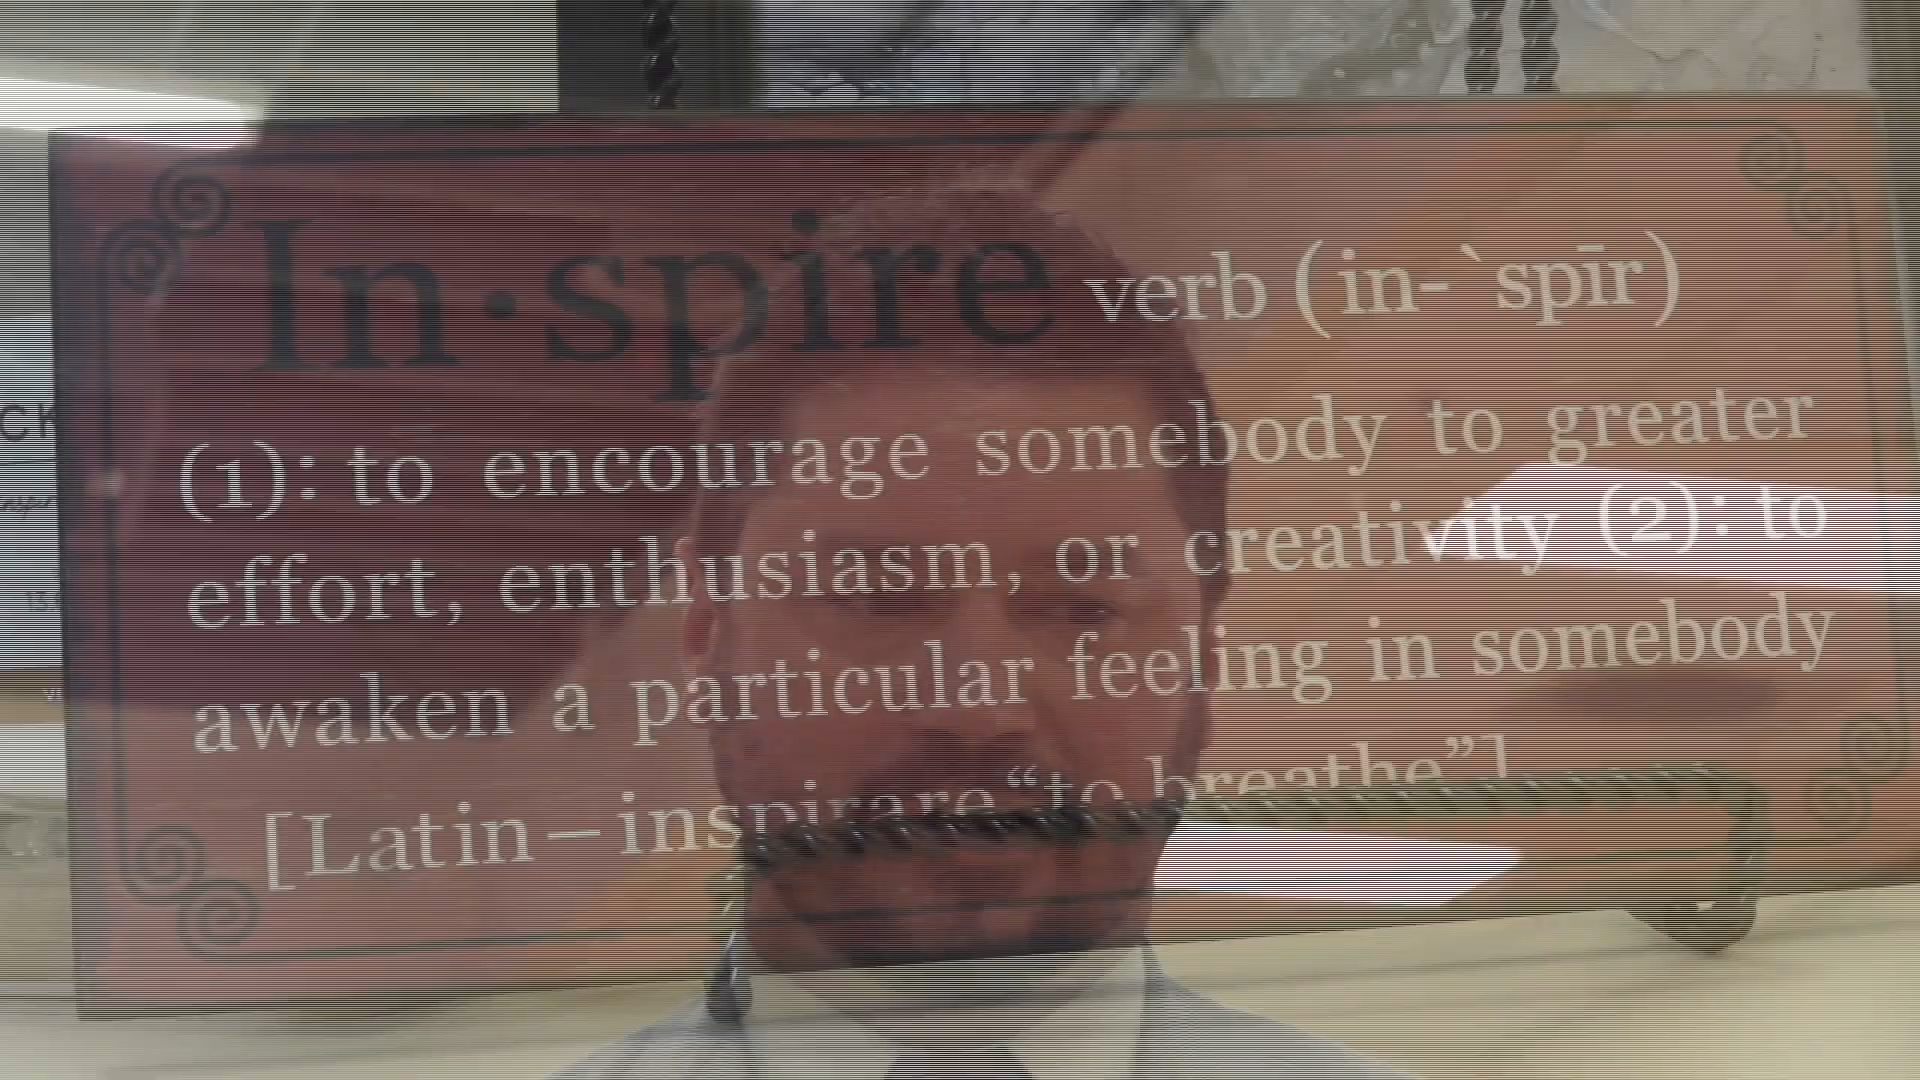 In·spire verb (in-`spīr)
(1): to encourage somebody to greater
effort, enthusiasm, or creativity (2): to
awaken a particular feeling in somebody
[Latin–inspirare “to breathe”]